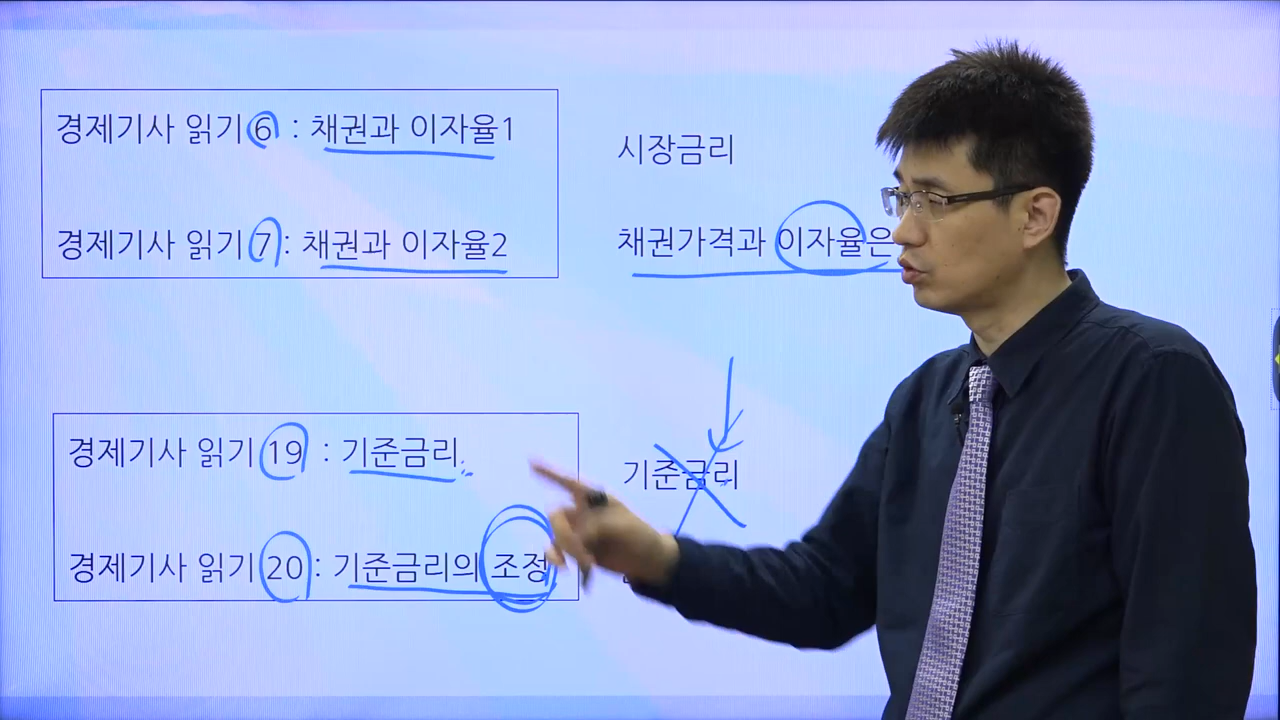 경제기사 읽기 6 : 채권과 이자율1
시장금리
경제기사 읽기 7 : 채권과 이자율2
채권가격과 이자율은
경제기사 읽기 19 : 기준금리
기준금리
경제기사 읽기 20 : 기준금리의 조정